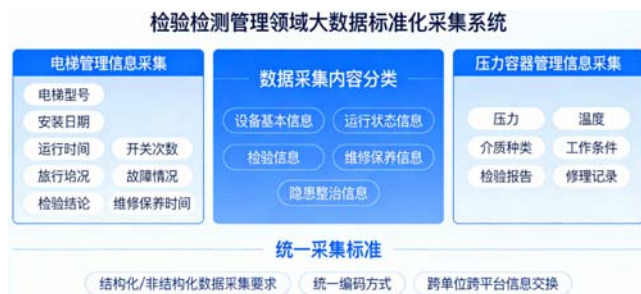 检验检测管理领域大数据标准化采集系统
电梯管理信息采集
电梯型号
安装日期
运行时间 开关次数
旅行垳况 故障情况
检验结论 维修保养时间
数据采集内容分类
设备基本信息 运行状态信息
检验信息 维修保养信息
隐患整治信息
压力容器管理信息采集
压力 温度
介质种类 工作条件
检验报告 修理记录
统一采集标准
结构化/非结构化数据采集要求 统一编码方式 跨单位跨平台信息交换